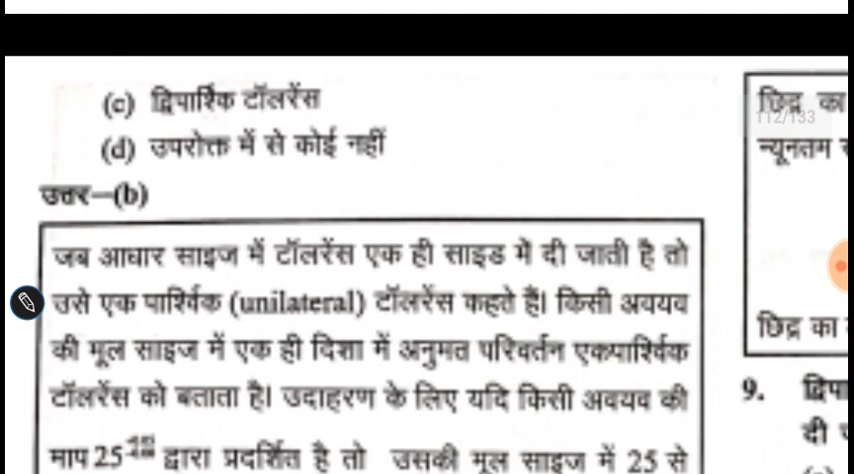 (c) द्विपार्श्विक टॉलरेंस
(d) उपरोक्त में से कोई नहीं
उत्तर—(b)
जब आधार साइज में टॉलरेंस एक ही साइड में दी जाती है तो
उसे एक पार्श्विक (unilateral) टॉलरेंस कहते हैं। किसी अवयव
की मूल साइज में एक ही दिशा में अनुमत परिवर्तन एकपार्श्विक
टॉलरेंस को बताता है। उदाहरण के लिए यदि किसी अवयव की
माप 25 द्वारा प्रदर्शित है तो उसकी मूल साइज में 25 से
छिद्र का
112/133
न्यूनतम
छिद्र का
9. द्विपा
दी